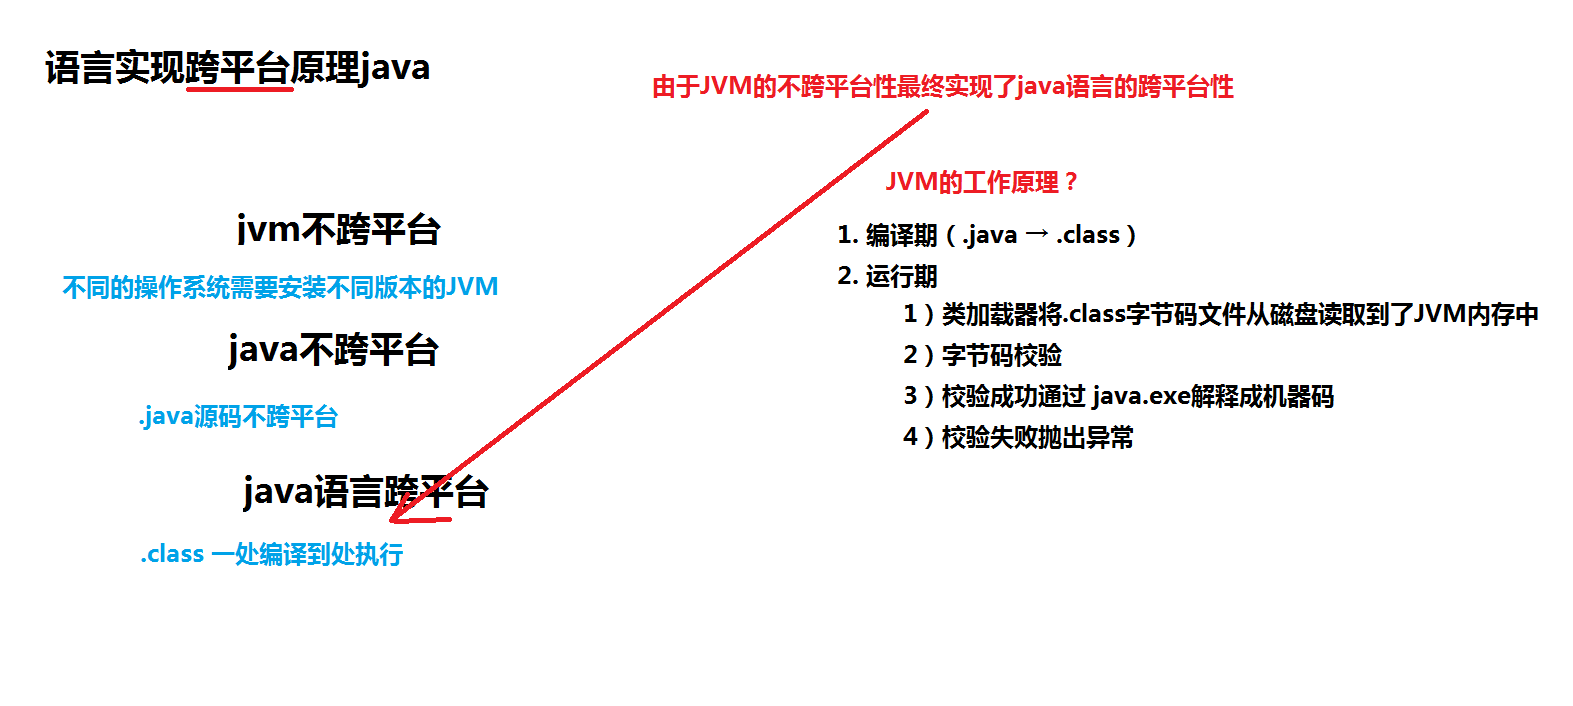 语言实现跨平台原理java
jvm不跨平台
不同的操作系统需要安装不同版本的JVM
java不跨平台
.java源码不跨平台
java语言跨平台
.class 一处编译到处执行
由于JVM的不跨平台性最终实现了java语言的跨平台性
JVM的工作原理？
1. 编译期（.java → .class）
2. 运行期
1）类加载器将.class字节码文件从磁盘读取到了JVM内存中
2）字节码校验
3）校验成功通过 java.exe解释成机器码
4）校验失败抛出异常